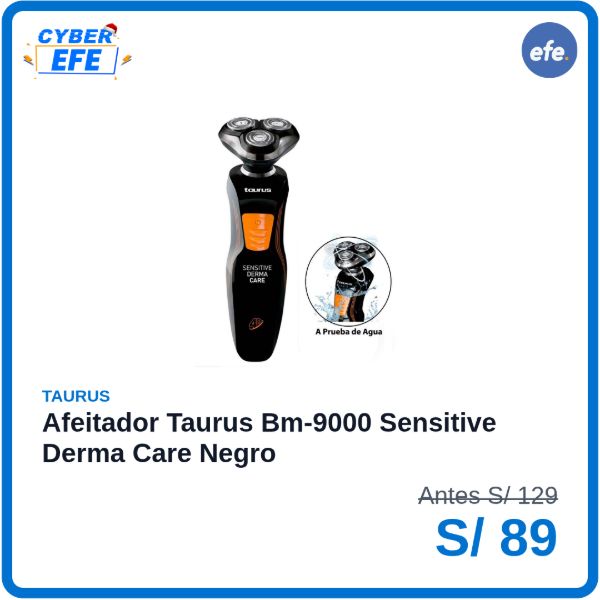 CYBER
EFE
efe.
taurus
SENSITIVE
DERMA
CARE
A Prueba de Agua
TAURUS
Afeitador Taurus Bm-9000 Sensitive
Derma Care Negro
Antes S/ 129
S/ 89